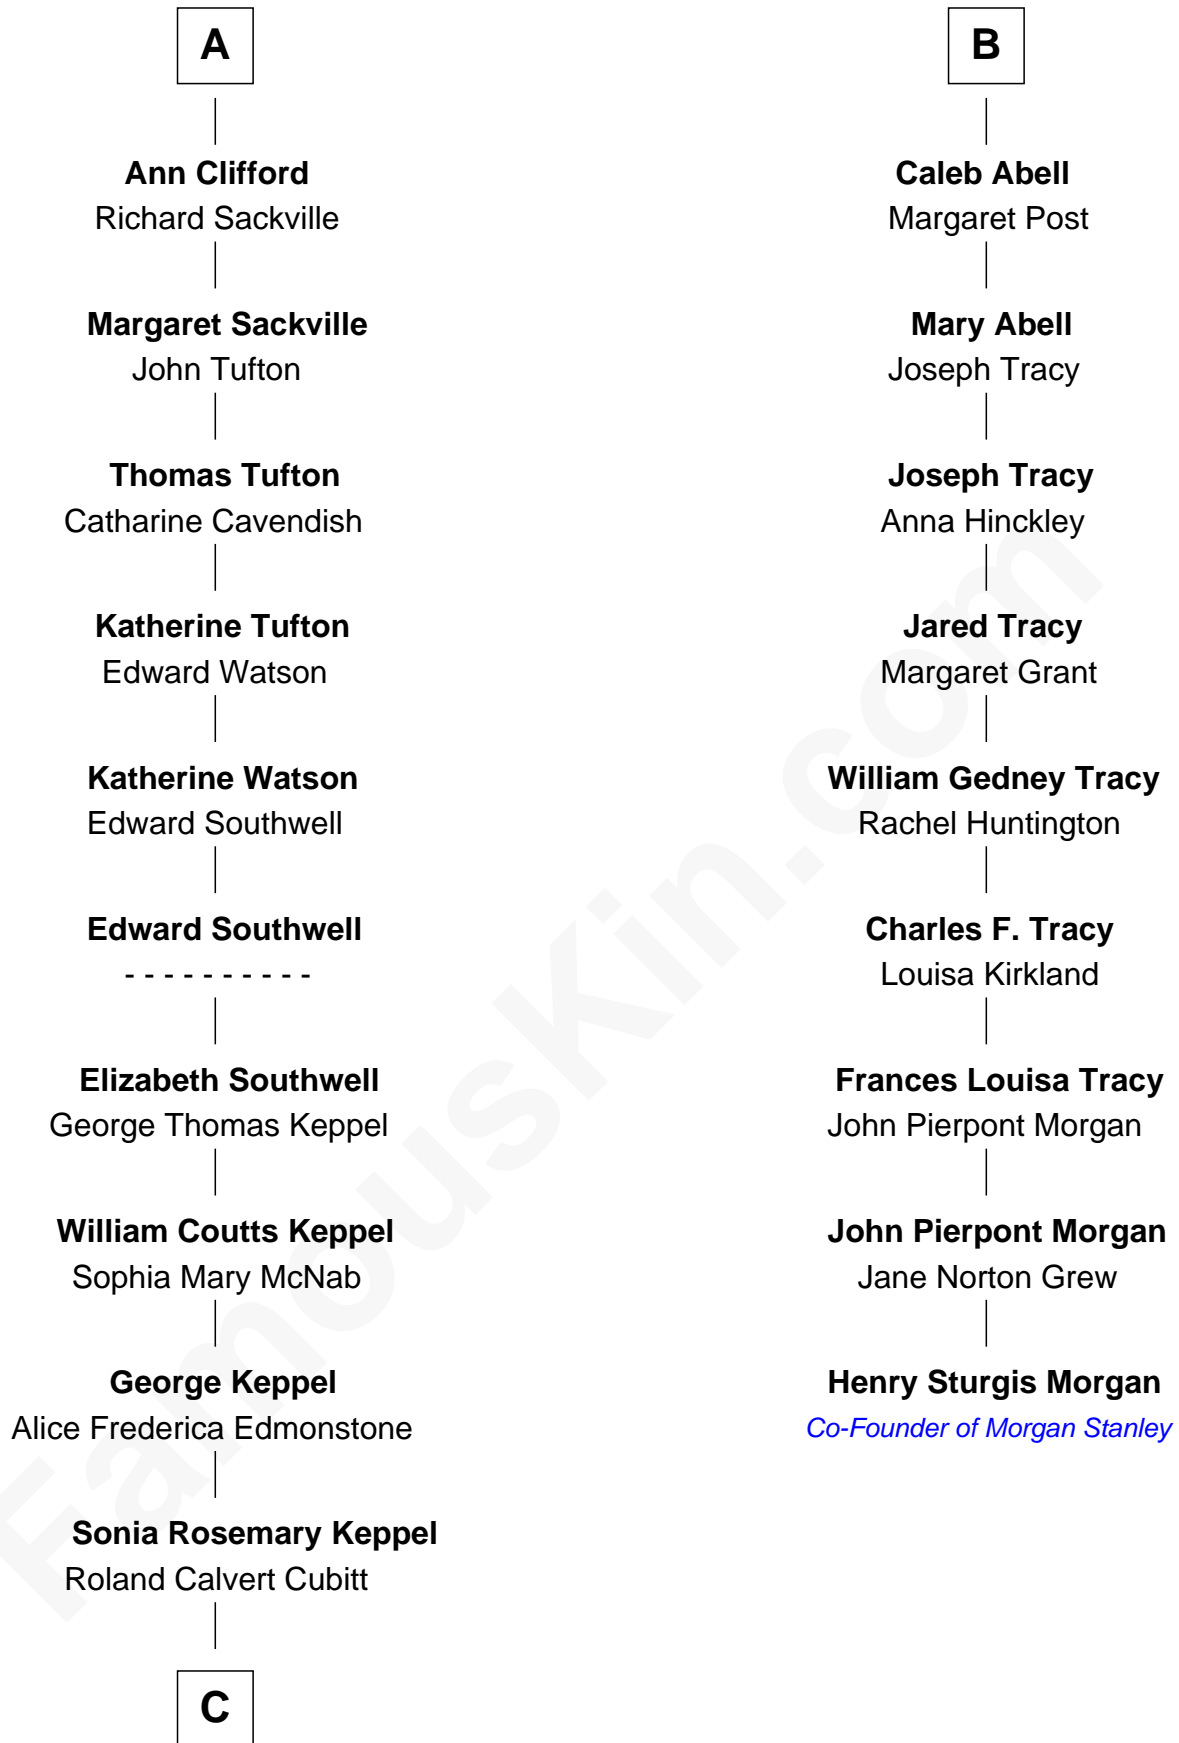 A
Ann Clifford
Richard Sackville
Margaret Sackville
John Tufton
Thomas Tufton
Catharine Cavendish
Katherine Tufton
Edward Watson
Katherine Watson
Edward Southwell
Edward Southwell
- - - - - - - - - -
Elizabeth Southwell
George Thomas Keppel
William Coutts Keppel
Sophia Mary McNab
George Keppel
Alice Frederica Edmonstone
Sonia Rosemary Keppel
Roland Calvert Cubitt
C
B
Caleb Abell
Margaret Post
Mary Abell
Joseph Tracy
Joseph Tracy
Anna Hinckley
Jared Tracy
Margaret Grant
William Gedney Tracy
Rachel Huntington
Charles F. Tracy
Louisa Kirkland
Frances Louisa Tracy
John Pierpont Morgan
John Pierpont Morgan
Jane Norton Grew
Henry Sturgis Morgan
Co-Founder of Morgan Stanley
FamousKin.com